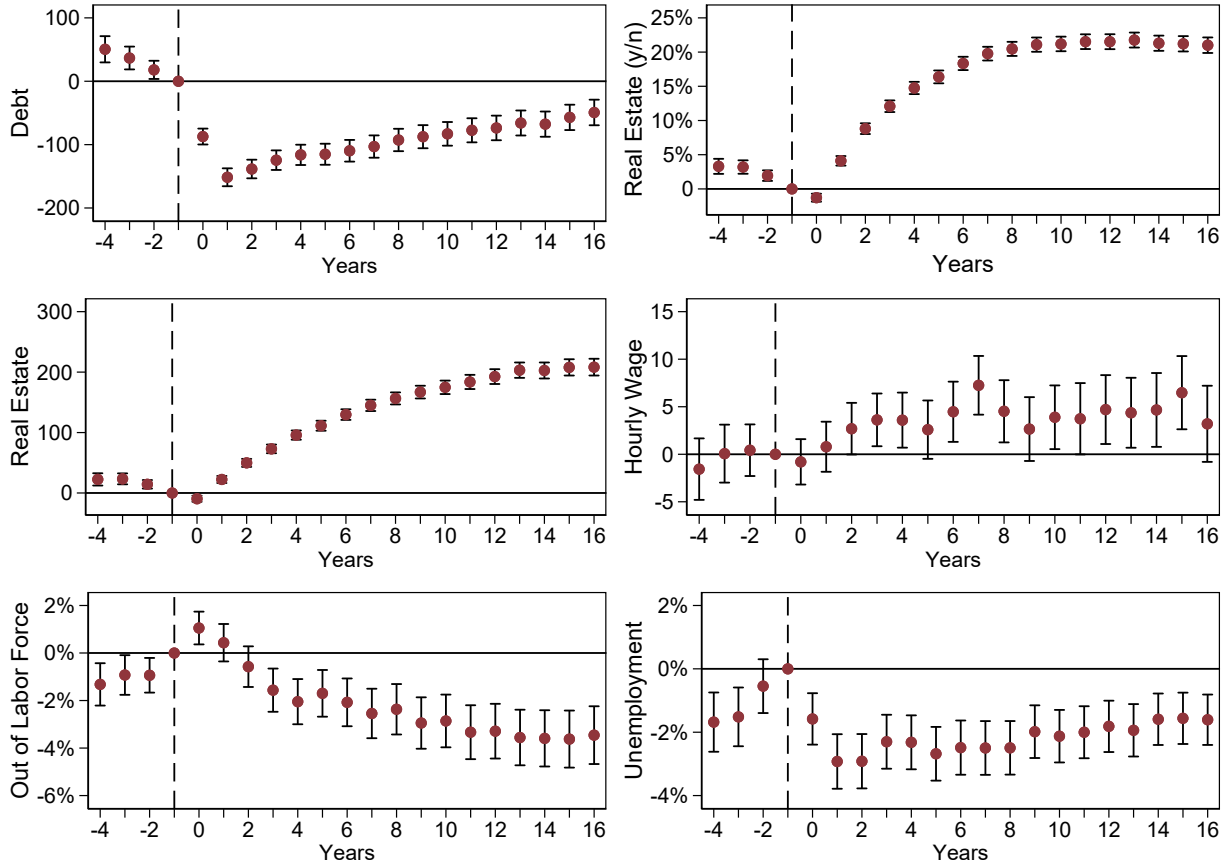 Debt
100
0
-100
-200
-4 -2 0 2 4 6 8 10 12 14 16
Years
Real Estate (y/n)
25%
20%
15%
10%
5%
0
-4 -2 0 2 4 6 8 10 12 14 16
Years
Real Estate
300
200
100
0
-4 -2 0 2 4 6 8 10 12 14 16
Years
Hourly Wage
15
10
5
0
-5
-4 -2 0 2 4 6 8 10 12 14 16
Years
Out of Labor Force
2%
0%
-2%
-4%
-6%
-4 -2 0 2 4 6 8 10 12 14 16
Years
Unemployment
2%
0%
-2%
-4%
-4 -2 0 2 4 6 8 10 12 14 16
Years